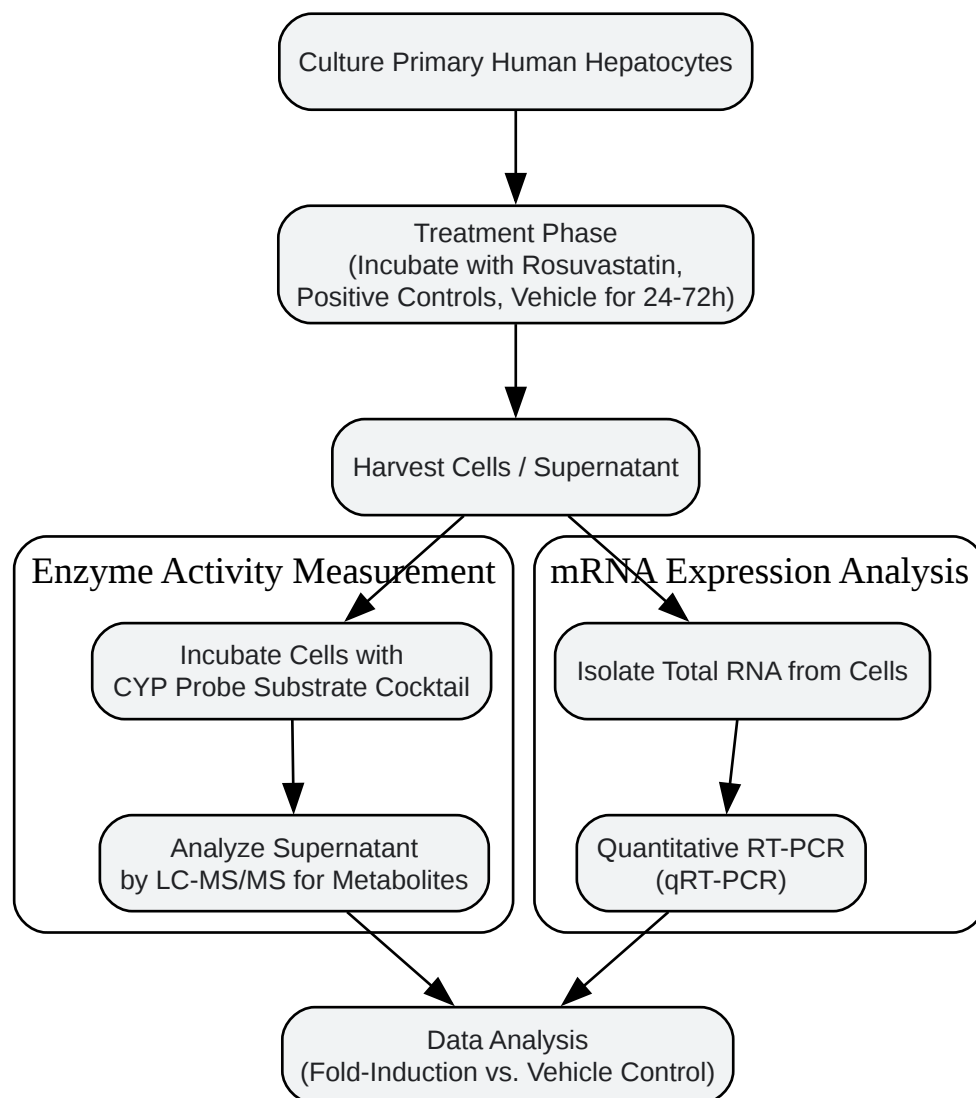 Culture Primary Human Hepatocytes
Treatment Phase
(Incubate with Rosuvastatin,
Positive Controls, Vehicle for 24-72h)
Harvest Cells / Supernatant
Enzyme Activity Measurement
Incubate Cells with
CYP Probe Substrate Cocktail
Analyze Supernatant
by LC-MS/MS for Metabolites
mRNA Expression Analysis
Isolate Total RNA from Cells
Quantitative RT-PCR
(qRT-PCR)
Data Analysis
(Fold-Induction vs. Vehicle Control)